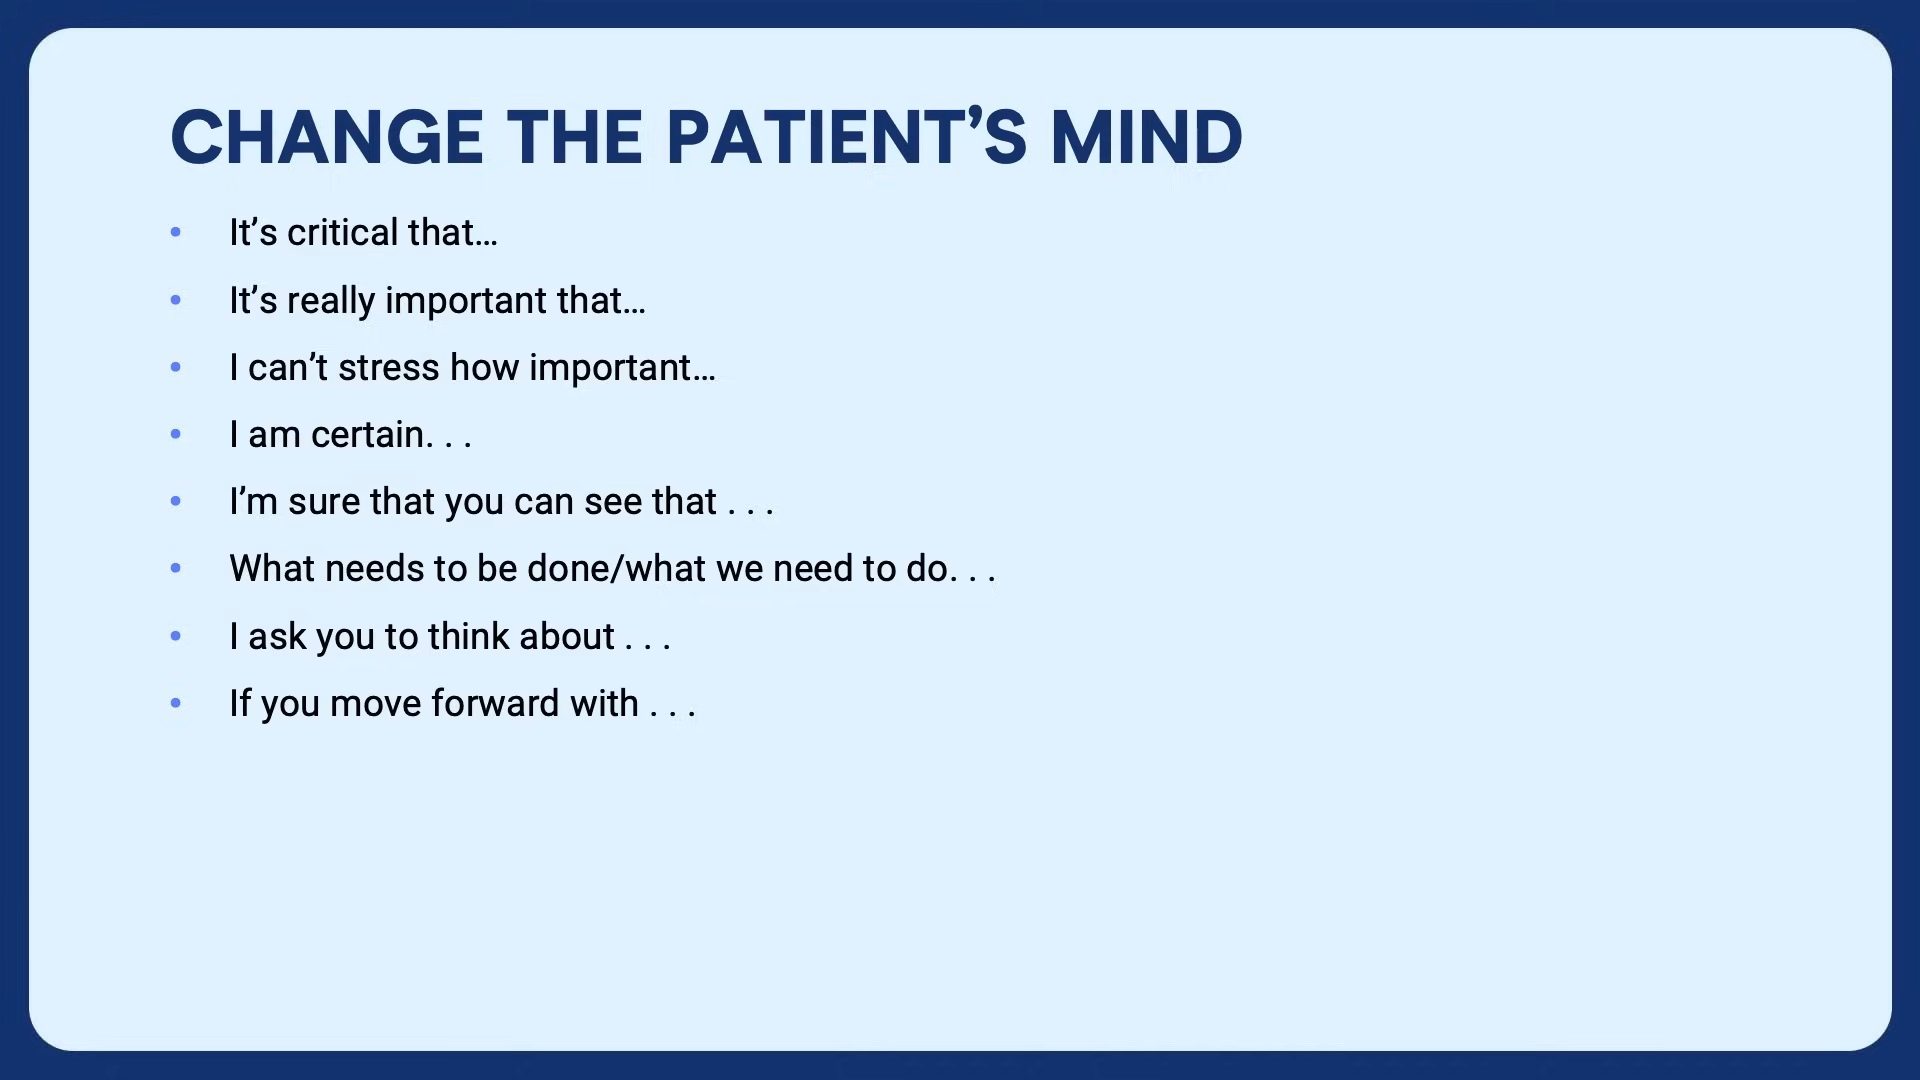 CHANGE THE PATIENT’S MIND
• It’s critical that…
• It’s really important that…
• I can’t stress how important…
• I am certain. . .
• I’m sure that you can see that . . .
• What needs to be done/what we need to do. . .
• I ask you to think about . . .
• If you move forward with . . .